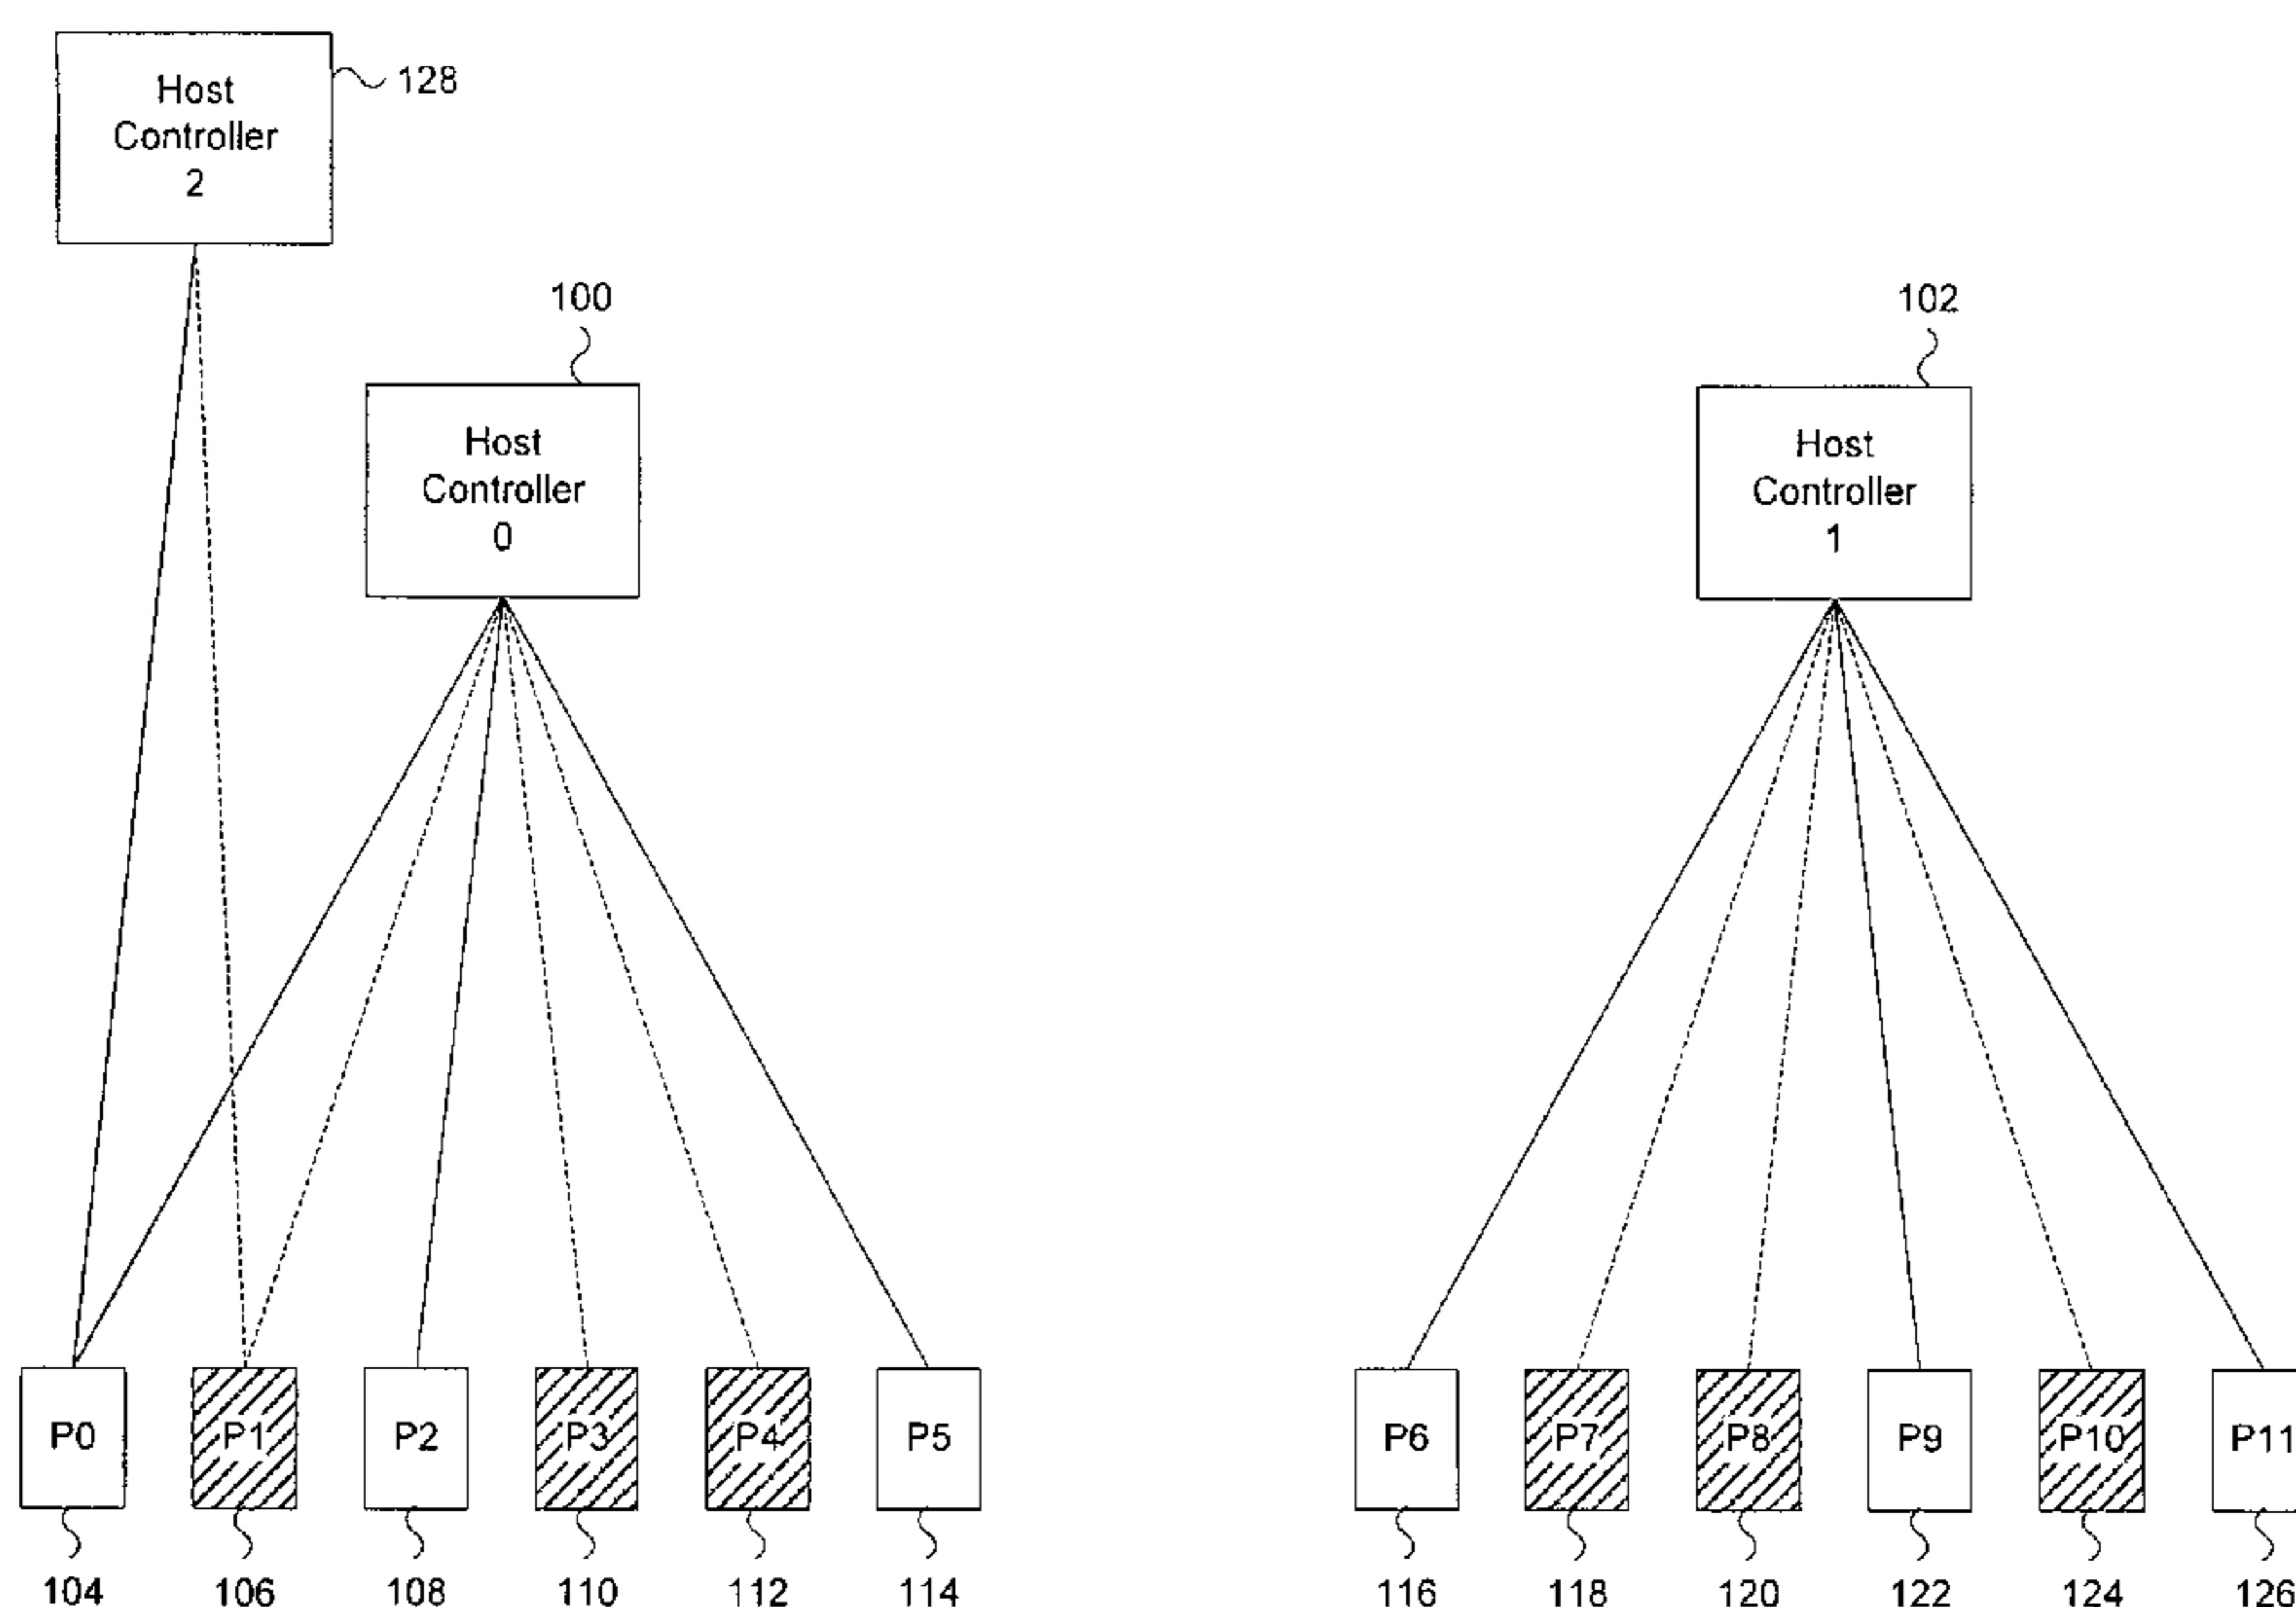 Host
Controller
2
128
100
Host
Controller
0
102
Host
Controller
1
P0
P1
P2
P3
P4
P5
P6
P7
P8
P9
P10
P11
104
106
108
110
112
114
116
118
120
122
124
126